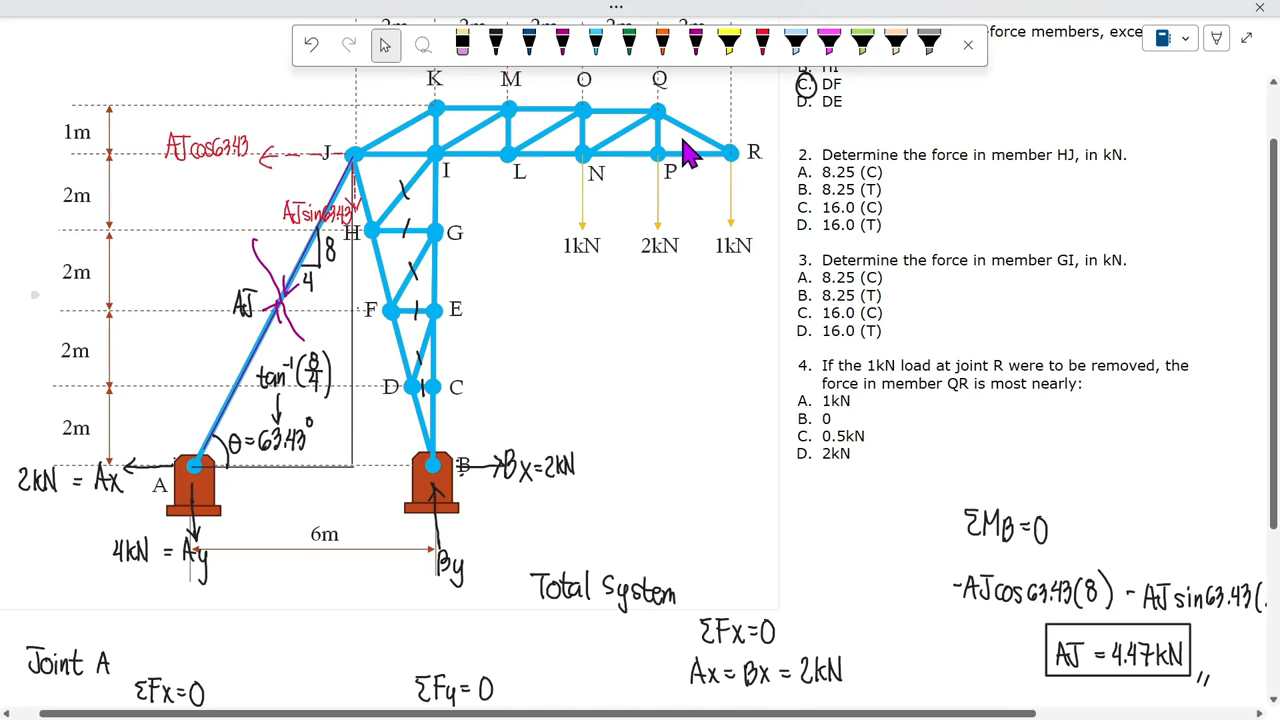 force members, exce
B. HI
C. DF
D. DE
K M O Q
1m
AJcos63.43
J
R
I L N P
2. Determine the force in member HJ, in kN.
A. 8.25 (C)
B. 8.25 (T)
C. 16.0 (C)
D. 16.0 (T)
2m
AJsin63.43
H G
8
1kN 2kN 1kN
3. Determine the force in member GI, in kN.
A. 8.25 (C)
B. 8.25 (T)
C. 16.0 (C)
D. 16.0 (T)
2m
4
AJ
F E
2m
tan⁻¹(8/4)
D C
4. If the 1kN load at joint R were to be removed, the
force in member QR is most nearly:
A. 1kN
B. 0
C. 0.5kN
D. 2kN
2m
θ = 63.43°
2kN = Ax
A
B
Bx=2kN
6m
4kN = Ay
By
ΣMB=0
Total System
-AJcos63.43(8) - AJsin63.43(
ΣFx=0
Ax = Bx = 2kN
AJ = 4.47kN
Joint A
ΣFx=0
ΣFy=0